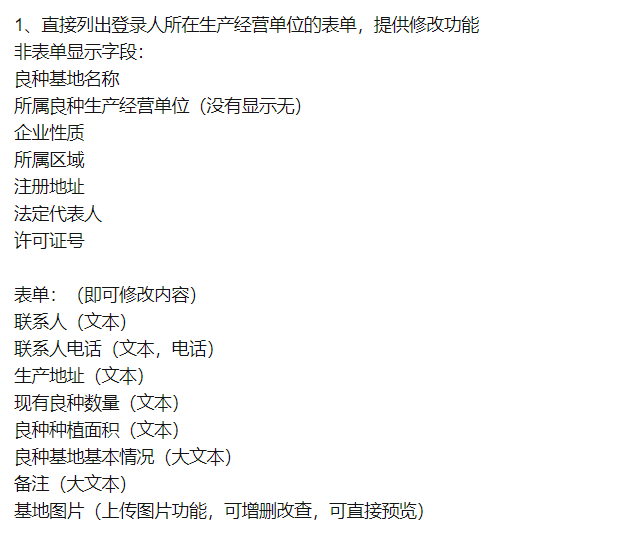 1、直接列出登录人所在生产经营单位的表单，提供修改功能
非表单显示字段：
良种基地名称
所属良种生产经营单位（没有显示无）
企业性质
所属区域
注册地址
法定代表人
许可证号
表单：（即可修改内容）
联系人（文本）
联系人电话（文本，电话）
生产地址（文本）
现有良种数量（文本）
良种种植面积（文本）
良种基地基本情况（大文本）
备注（大文本）
基地图片（上传图片功能，可增删改查，可直接预览）